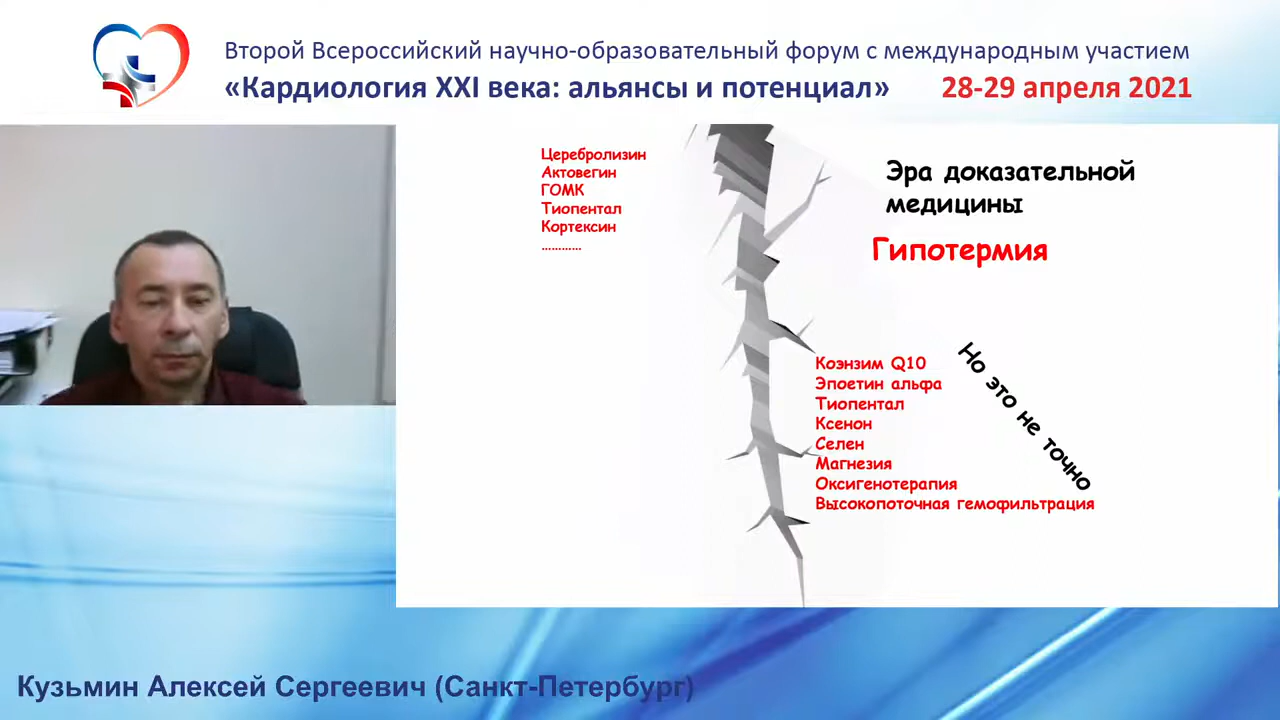 Второй Всероссийский научно-образовательный форум с международным участием
«Кардиология XXI века: альянсы и потенциал» 28-29 апреля 2021
Церебролизин
Актовегин
ГОМК
Тиопентал
Кортексин
............
Эра доказательной
медицины
Гипотермия
Коэнзим Q10
Эпоетин альфа
Тиопентал
Ксенон
Селен
Магнезия
Оксигенотерапия
Высокопоточная гемофильтрация
Но это не точно
Кузьмин Алексей Сергеевич (Санкт-Петербург)